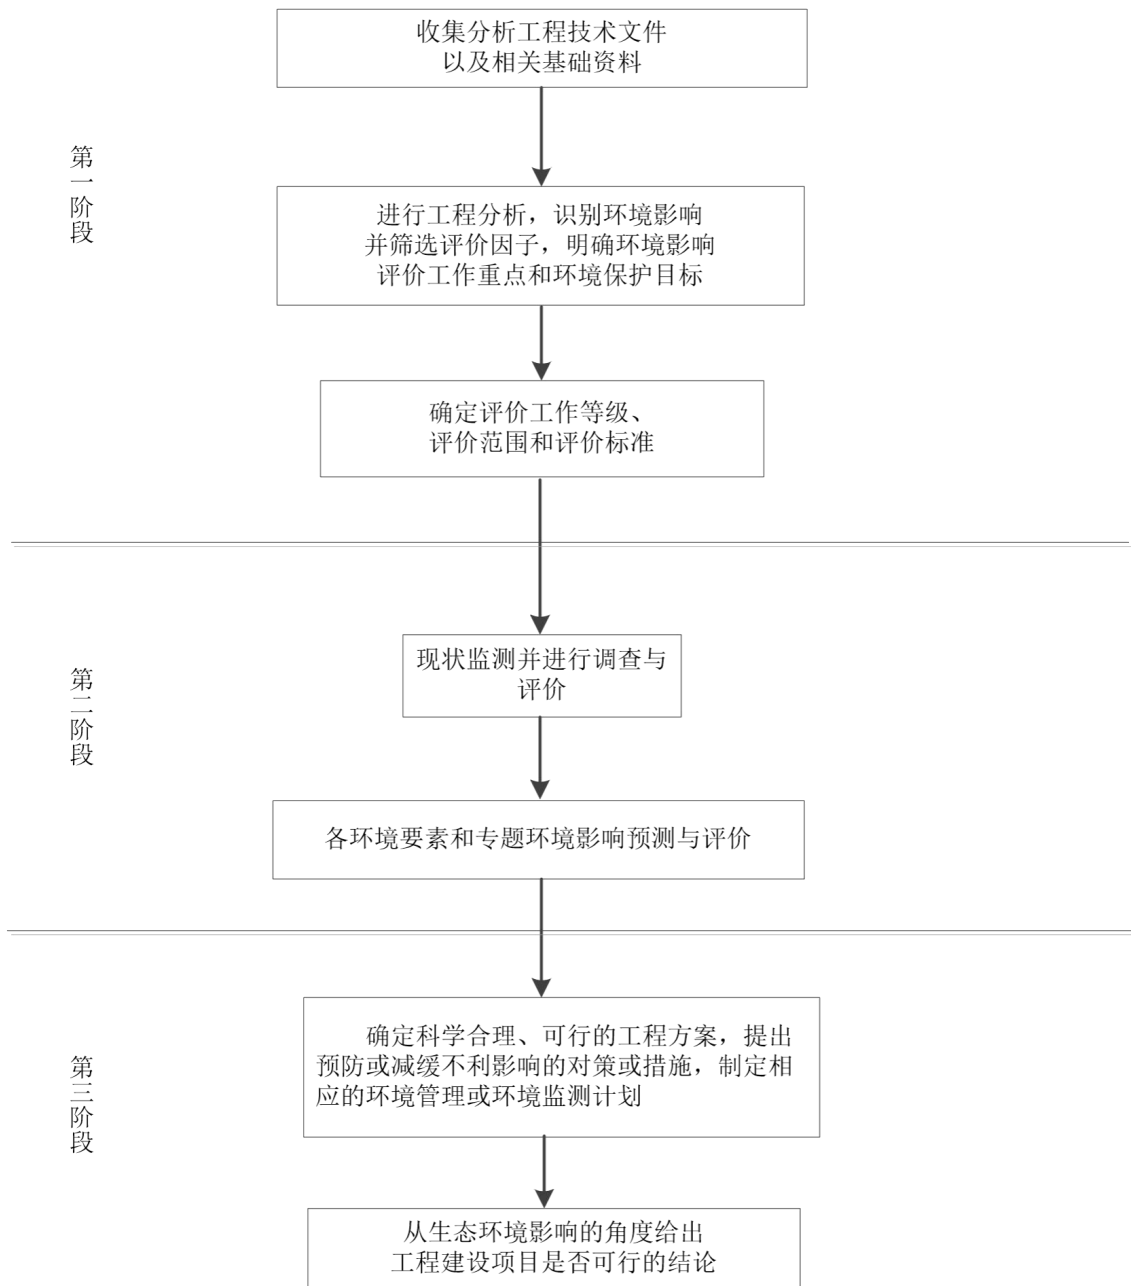 收集分析工程技术文件
以及相关基础资料
第一阶段
进行工程分析，识别环境影响
并筛选评价因子，明确环境影响
评价工作重点和环境保护目标
确定评价工作等级、
评价范围和评价标准
第二阶段
现状监测并进行调查与
评价
各环境要素和专题环境影响预测与评价
第三阶段
确定科学合理、可行的工程方案，提出
预防或减缓不利影响的对策或措施，制定相
应的环境管理或环境监测计划
从生态环境影响的角度给出
工程建设项目是否可行的结论